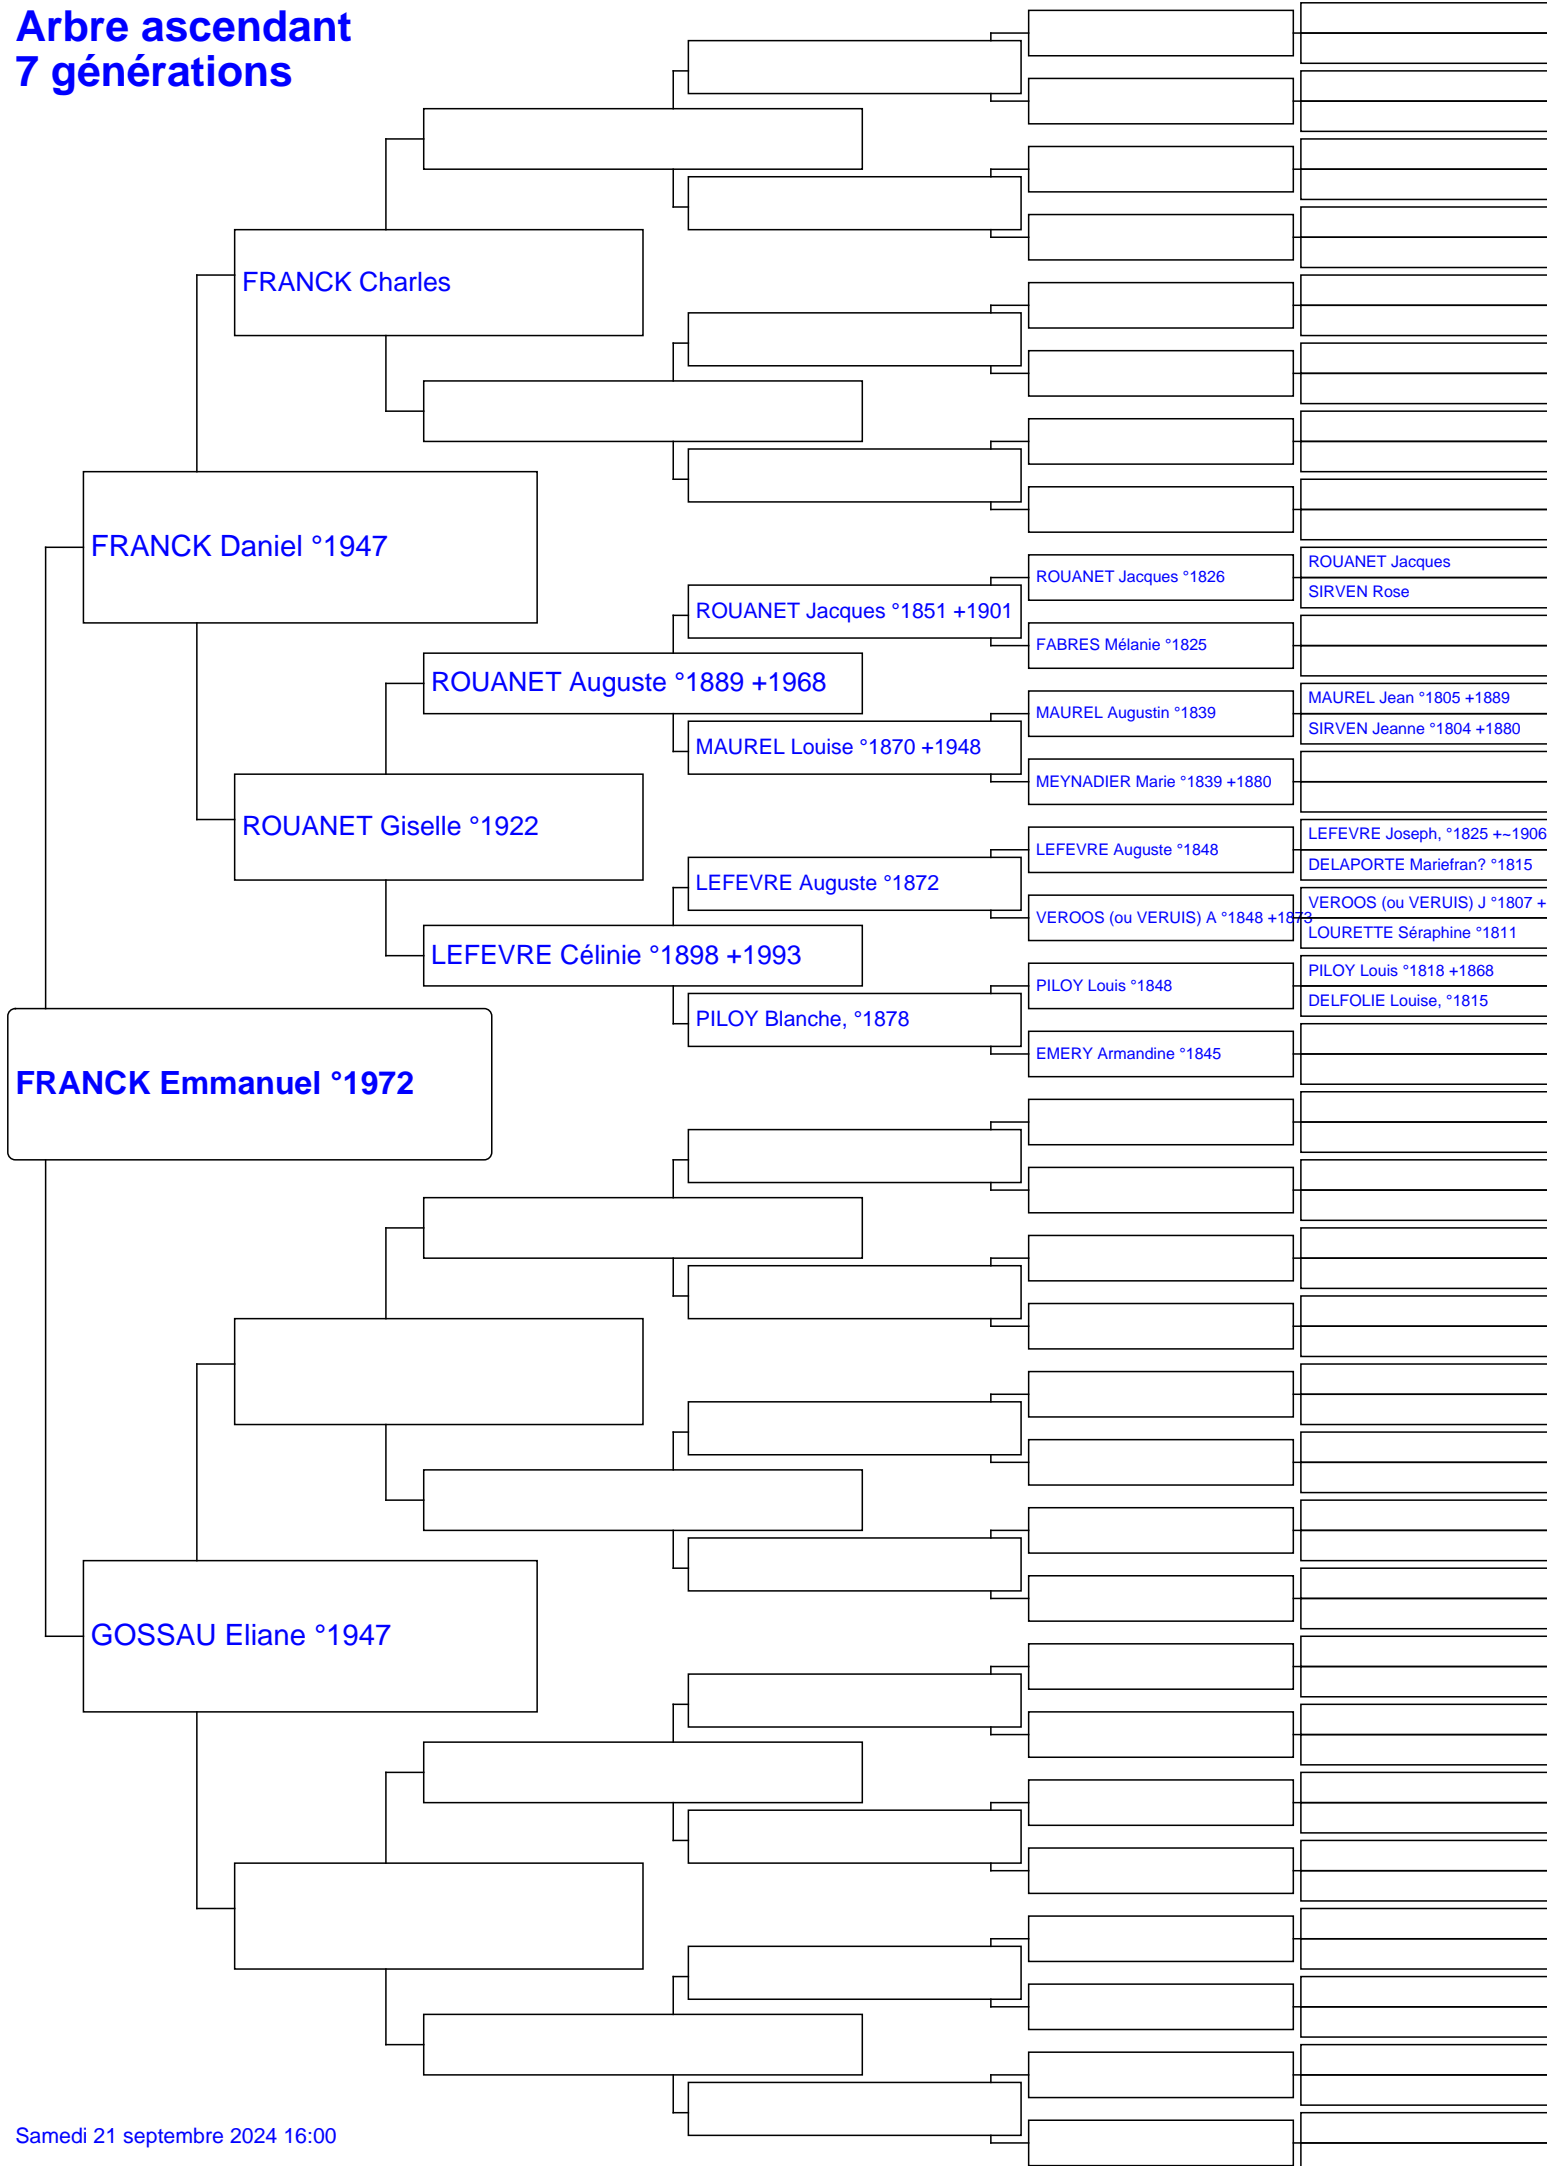 Arbre ascendant
7 générations
FRANCK Charles
FRANCK Daniel °1947
ROUANET Jacques °1826
ROUANET Jacques
SIRVEN Rose
ROUANET Jacques °1851 +1901
FABRES Mélanie °1825
ROUANET Auguste °1889 +1968
MAUREL Augustin °1839
MAUREL Jean °1805 +1889
SIRVEN Jeanne °1804 +1880
MAUREL Louise °1870 +1948
MEYNADIER Marie °1839 +1880
ROUANET Giselle °1922
LEFEVRE Auguste °1848
LEFEVRE Joseph, °1825 +~1906
DELAPORTE Mariefran? °1815
LEFEVRE Auguste °1872
VEROOS (ou VERUIS) A °1848 +1873
VEROOS (ou VERUIS) J °1807 +
LOURETTE Séraphine °1811
LEFEVRE Célinie °1898 +1993
PILOY Louis °1848
PILOY Louis °1818 +1868
DELFOLIE Louise, °1815
PILOY Blanche, °1878
EMERY Armandine °1845
FRANCK Emmanuel °1972
GOSSAU Eliane °1947
Samedi 21 septembre 2024 16:00